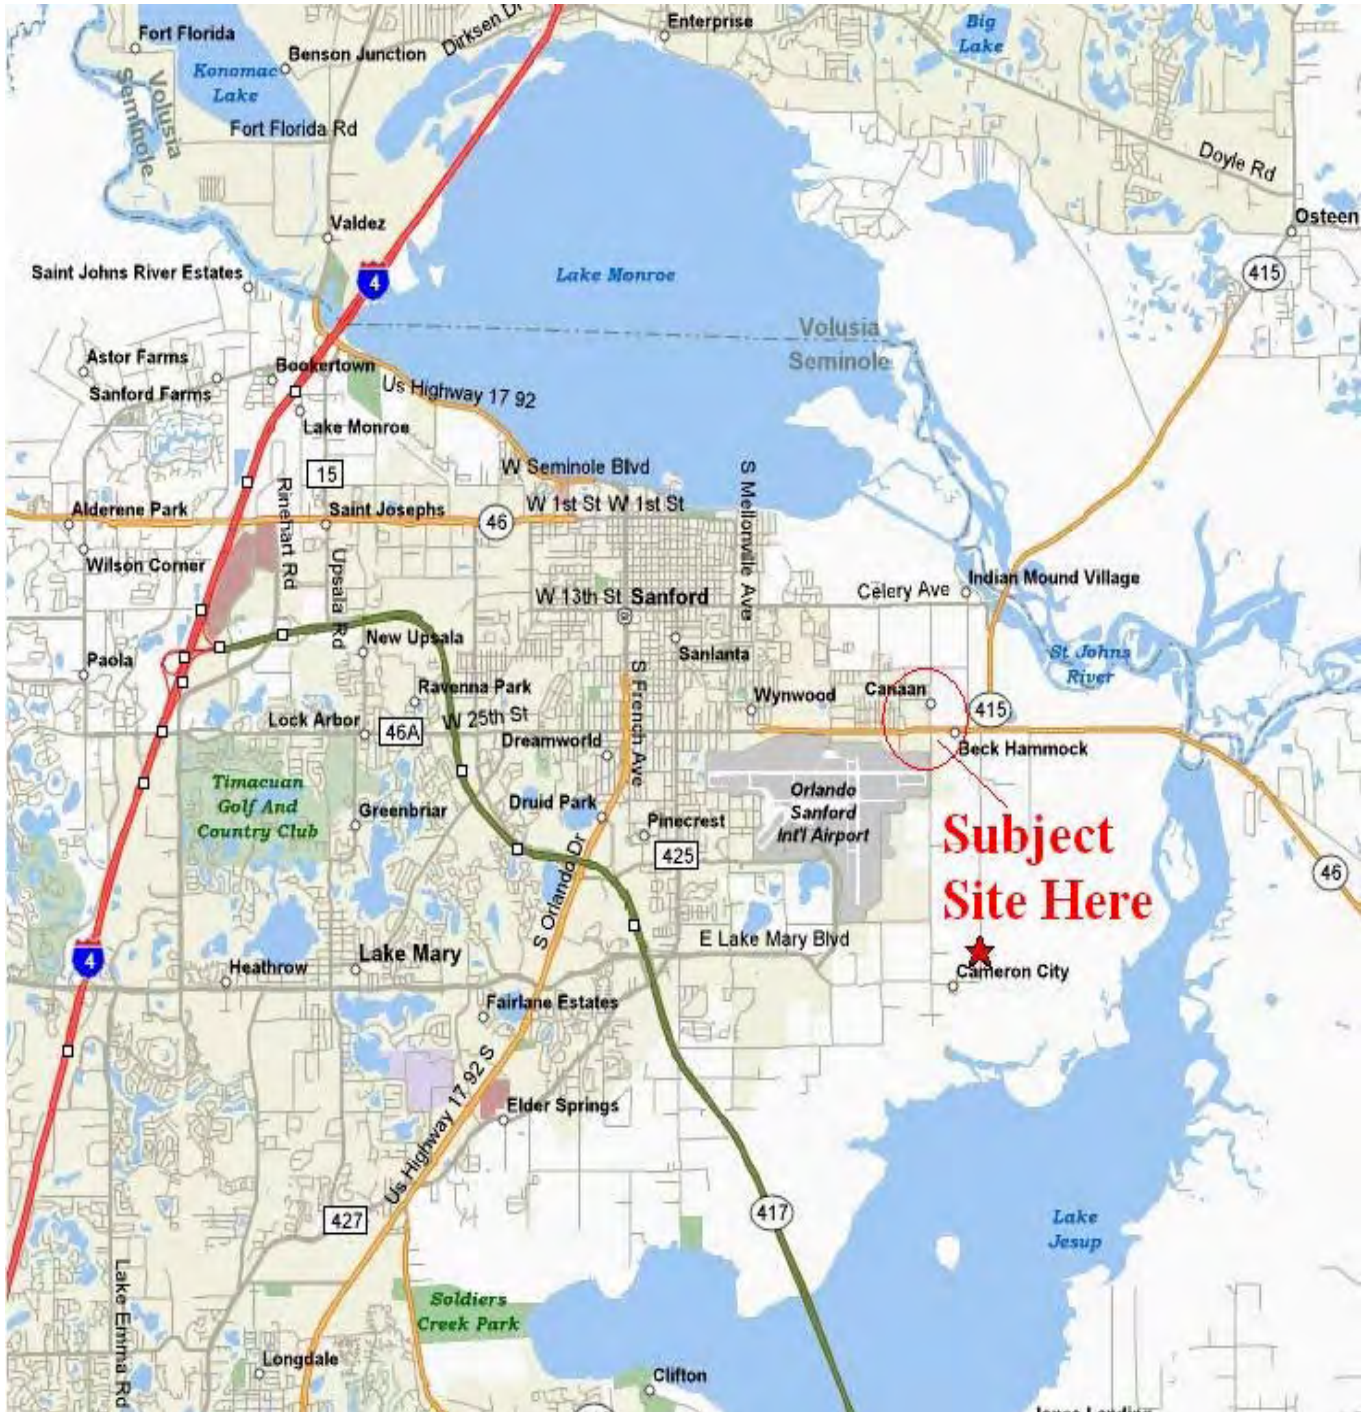 Fort Florida
Enterprise
Dirksen Dr
Big
Lake
Benson Junction
Konomac
Lake
Volusia
Seminole
Fort Florida Rd
Doyle Rd
Osteen
Valdez
Saint Johns River Estates
4
Lake Monroe
415
Volusia
Seminole
Astor Farms
Bookertown
Sanford Farms
Us Highway 17 92
Lake Monroe
W Seminole Blvd
15
S Mellonville Ave
Rinehart Rd
W 1st St W 1st St
Alderene Park
Saint Josephs
46
Wilson Corner
Upsala Rd
Indian Mound Village
Celery Ave
W 13th St
Sanford
New Upsala
Sanlanta
St Johns
River
Paola
S French Ave
Ravenna Park
Wynwood
Canaan
415
Lock Arbor
46A
W 25th St
Dreamworld
Beck Hammock
Timacuan
Golf And
Country Club
Orlando
Sanford
Int'l Airport
Greenbriar
Druid Park
Pinecrest
Subject
Site Here
425
46
S Orlando Dr
E Lake Mary Blvd
4
Lake Mary
Heathrow
Cameron City
Fairlane Estates
Us Highway 17 92 S
Elder Springs
427
417
Lake
Jesup
Lake Emma Rd
Soldiers
Creek Park
Longdale
Clifton